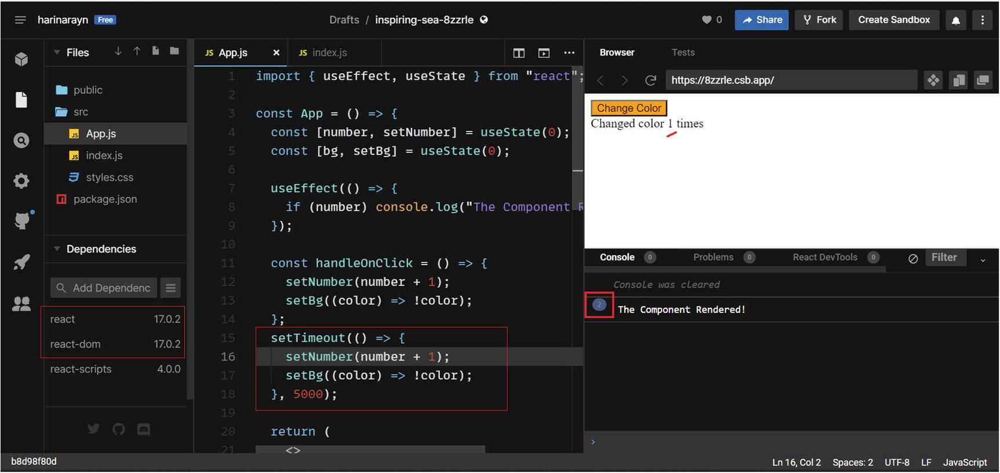 harinarayn Free
Drafts / inspiring-sea-8zzrle
0 Share Fork Create Sandbox
Files
public
src
JS App.js
JS index.js
styles.css
package.json
Dependencies
Add Dependenc
react 17.0.2
react-dom 17.0.2
react-scripts 4.0.0
JS App.js × JS index.js
1 import { useEffect, useState } from "react";
2
3 const App = () => {
4 const [number, setNumber] = useState(0);
5 const [bg, setBg] = useState(0);
6
7 useEffect(() => {
8 if (number) console.log("The Component R
9 });
10
11 const handleOnClick = () => {
12 setNumber(number + 1);
13 setBg((color) => !color);
14 };
15 setTimeout(() => {
16 setNumber(number + 1);
17 setBg((color) => !color);
18 }, 5000);
19
20 return (
21 <>
Browser Tests
https://8zzrle.csb.app/
Change Color
Changed color 1 times
Console 0 Problems 0 React DevTools 0 Filter
Console was cleared
2 The Component Rendered!
›
b8d98f80d
Ln 16, Col 2 Spaces: 2 UTF-8 LF JavaScript